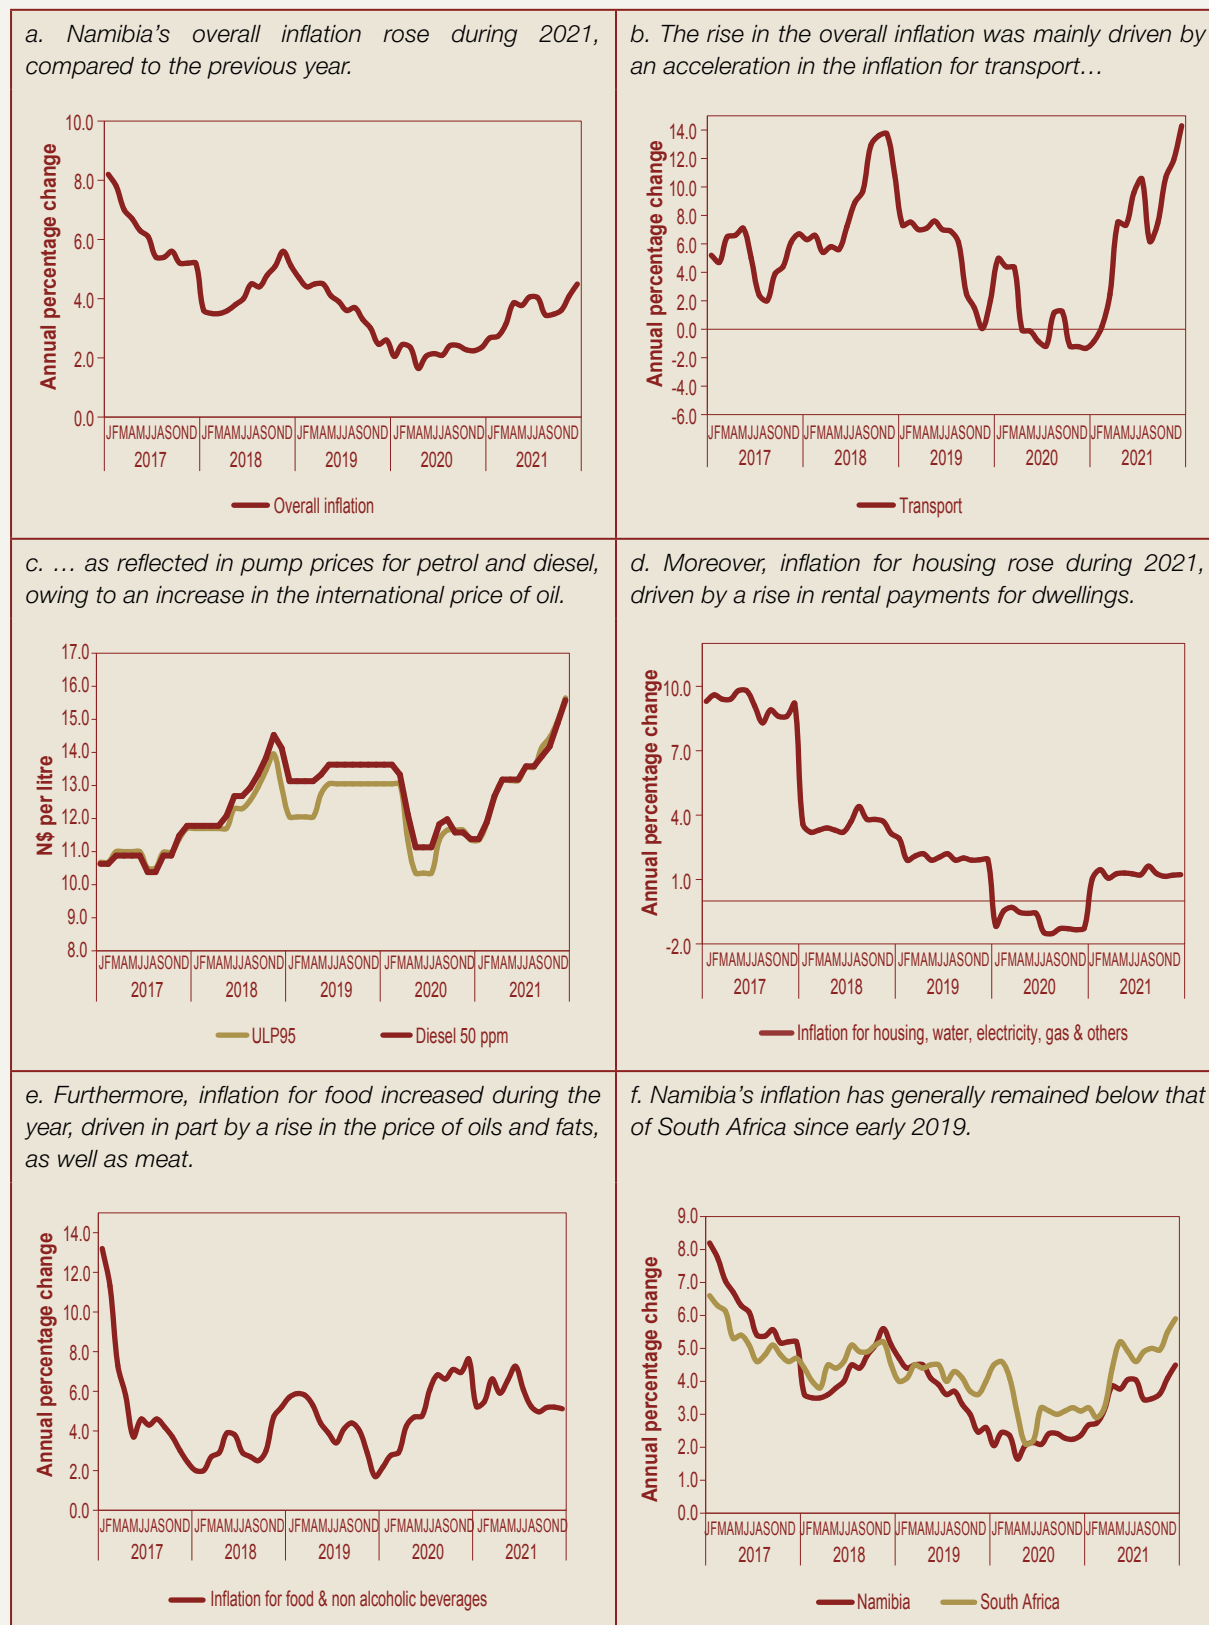 a. Namibia's overall inflation rose during 2021,
compared to the previous year.
Annual percentage change
10.0
8.0
6.0
4.0
2.0
0.0
JFMAMJJASOND JFMAMJJASOND JFMAMJJASOND JFMAMJJASOND JFMAMJJASOND
2017 2018 2019 2020 2021
Overall inflation
b. The rise in the overall inflation was mainly driven by
an acceleration in the inflation for transport…
Annual percentage change
14.0
12.0
10.0
8.0
6.0
4.0
2.0
0.0
-2.0
-4.0
-6.0
JFMAMJJASOND JFMAMJJASOND JFMAMJJASOND JFMAMJJASOND JFMAMJJASOND
2017 2018 2019 2020 2021
Transport
c. … as reflected in pump prices for petrol and diesel,
owing to an increase in the international price of oil.
N$ per litre
17.0
16.0
15.0
14.0
13.0
12.0
11.0
10.0
9.0
8.0
JFMAMJJASOND JFMAMJJASOND JFMAMJJASOND JFMAMJJASOND JFMAMJJASOND
2017 2018 2019 2020 2021
ULP95 Diesel 50 ppm
d. Moreover, inflation for housing rose during 2021,
driven by a rise in rental payments for dwellings.
Annual percentage change
10.0
7.0
4.0
1.0
-2.0
JFMAMJJASOND JFMAMJJASOND JFMAMJJASOND JFMAMJJASOND JFMAMJJASOND
2017 2018 2019 2020 2021
Inflation for housing, water, electricity, gas & others
e. Furthermore, inflation for food increased during the
year, driven in part by a rise in the price of oils and fats,
as well as meat.
Annual percentage change
14.0
12.0
10.0
8.0
6.0
4.0
2.0
0.0
JFMAMJJASOND JFMAMJJASOND JFMAMJJASOND JFMAMJJASOND JFMAMJJASOND
2017 2018 2019 2020 2021
Inflation for food & non alcoholic beverages
f. Namibia's inflation has generally remained below that
of South Africa since early 2019.
Annual percentage change
9.0
8.0
7.0
6.0
5.0
4.0
3.0
2.0
1.0
0.0
JFMAMJJASOND JFMAMJJASOND JFMAMJJASOND JFMAMJJASOND JFMAMJJASOND
2017 2018 2019 2020 2021
Namibia South Africa